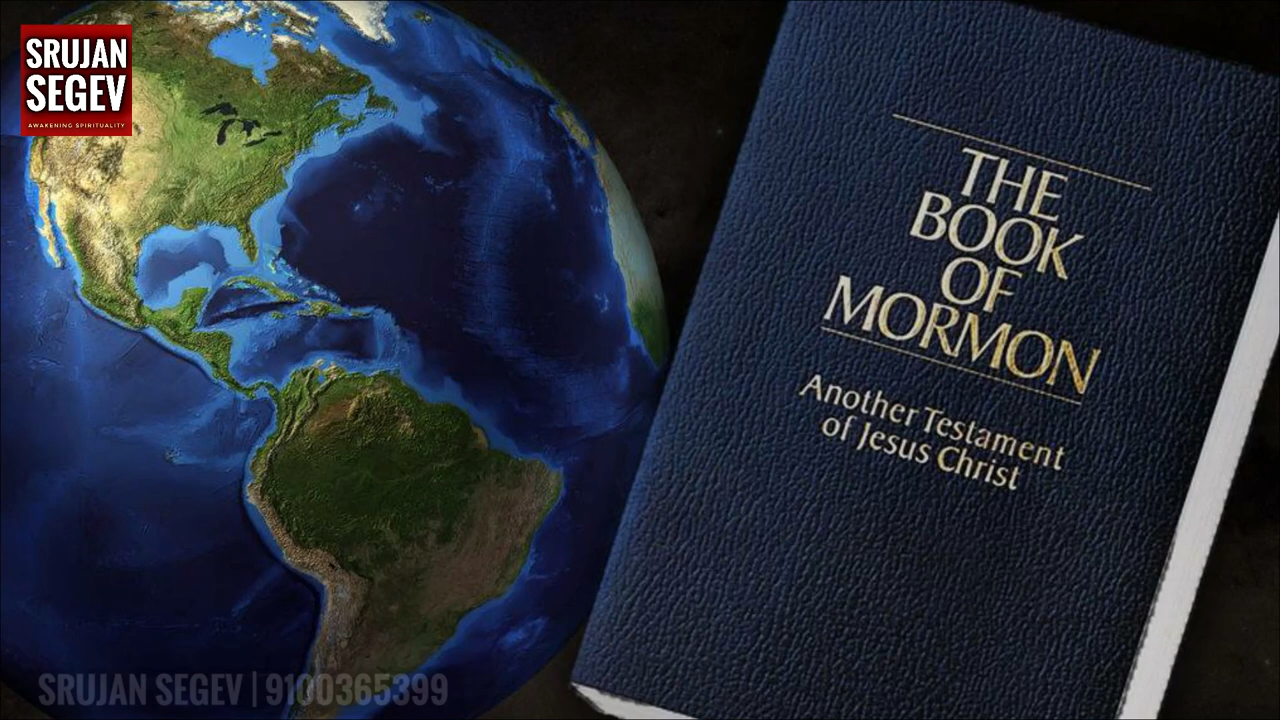 SRUJAN
SEGEV
AWAKENING SPIRITUALITY
THE
BOOK
OF
MORMON
Another Testament
of Jesus Christ
SRUJAN SEGEV | 9100365399